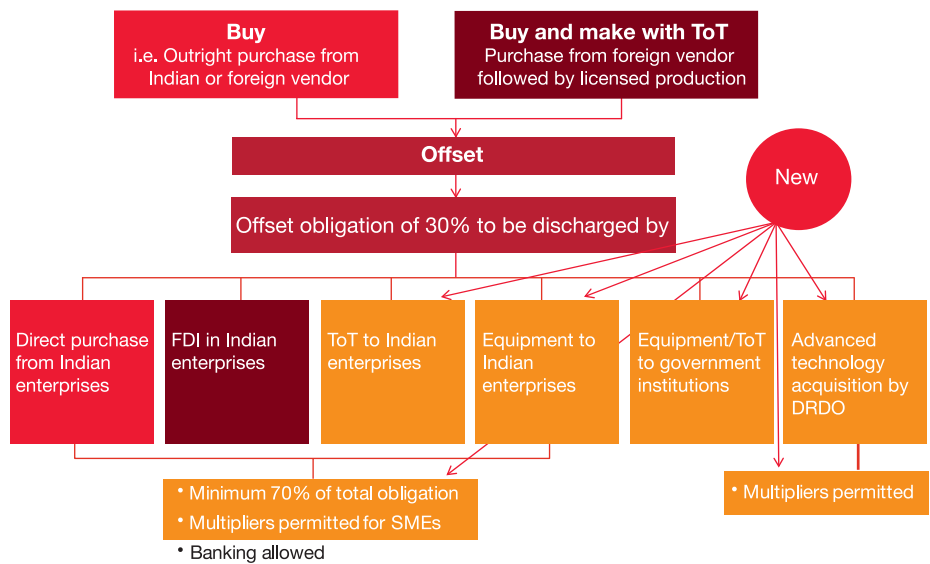 Buy
i.e. Outright purchase from
Indian or foreign vendor
Buy and make with ToT
Purchase from foreign vendor
followed by licensed production
Offset
New
Offset obligation of 30% to be discharged by
Direct purchase
from Indian
enterprises
FDI in Indian
enterprises
ToT to Indian
enterprises
Equipment to
Indian
enterprises
Equipment/ToT
to government
institutions
Advanced
technology
acquisition by
DRDO
• Minimum 70% of total obligation
• Multipliers permitted for SMEs
• Banking allowed
• Multipliers permitted